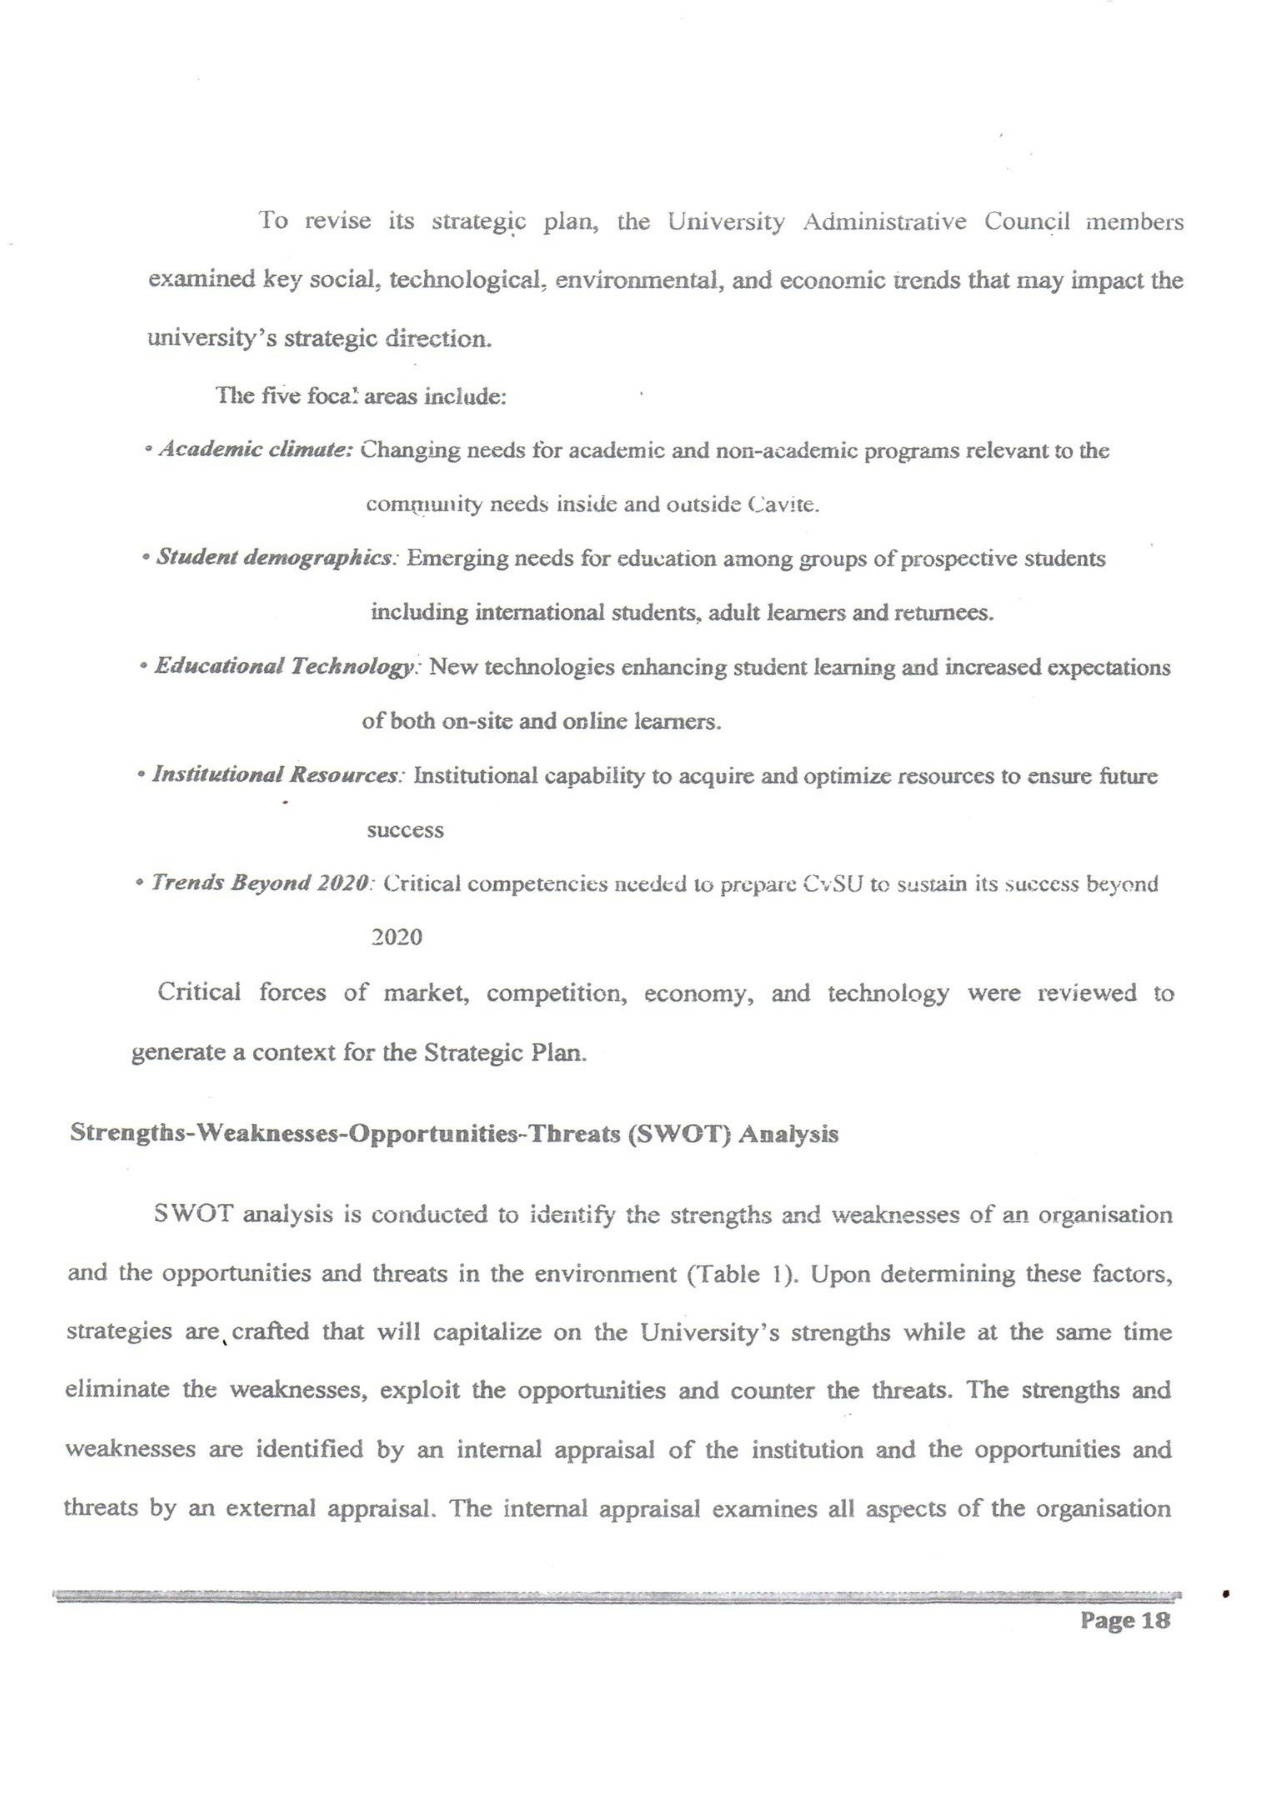 To revise its strategic plan, the University Administrative Council members
examined key social, technological, environmental, and economic trends that may impact the
university's strategic direction.
The five focal areas include:
• Academic climate: Changing needs for academic and non-academic programs relevant to the
community needs inside and outside Cavite.
• Student demographics: Emerging needs for education among groups of prospective students
including international students, adult learners and returnees.
• Educational Technology: New technologies enhancing student learning and increased expectations
of both on-site and online learners.
• Institutional Resources: Institutional capability to acquire and optimize resources to ensure future
success
• Trends Beyond 2020: Critical competencies needed to prepare CvSU to sustain its success beyond
2020
Critical forces of market, competition, economy, and technology were reviewed to
generate a context for the Strategic Plan.
Strengths-Weaknesses-Opportunities-Threats (SWOT) Analysis
SWOT analysis is conducted to identify the strengths and weaknesses of an organisation
and the opportunities and threats in the environment (Table 1). Upon determining these factors,
strategies are crafted that will capitalize on the University's strengths while at the same time
eliminate the weaknesses, exploit the opportunities and counter the threats. The strengths and
weaknesses are identified by an internal appraisal of the institution and the opportunities and
threats by an external appraisal. The internal appraisal examines all aspects of the organisation
Page 18